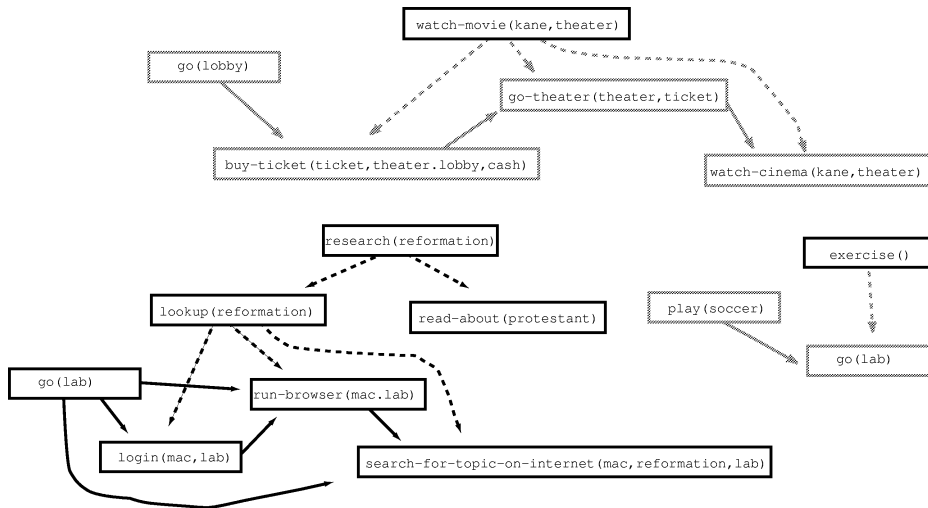 watch-movie(kane,theater)
go(lobby)
go-theater(theater,ticket)
buy-ticket(ticket,theater.lobby,cash)
watch-cinema(kane,theater)
research(reformation)
exercise()
lookup(reformation)
read-about(protestant)
play(soccer)
go(lab)
go(lab)
run-browser(mac.lab)
login(mac,lab)
search-for-topic-on-internet(mac,reformation,lab)